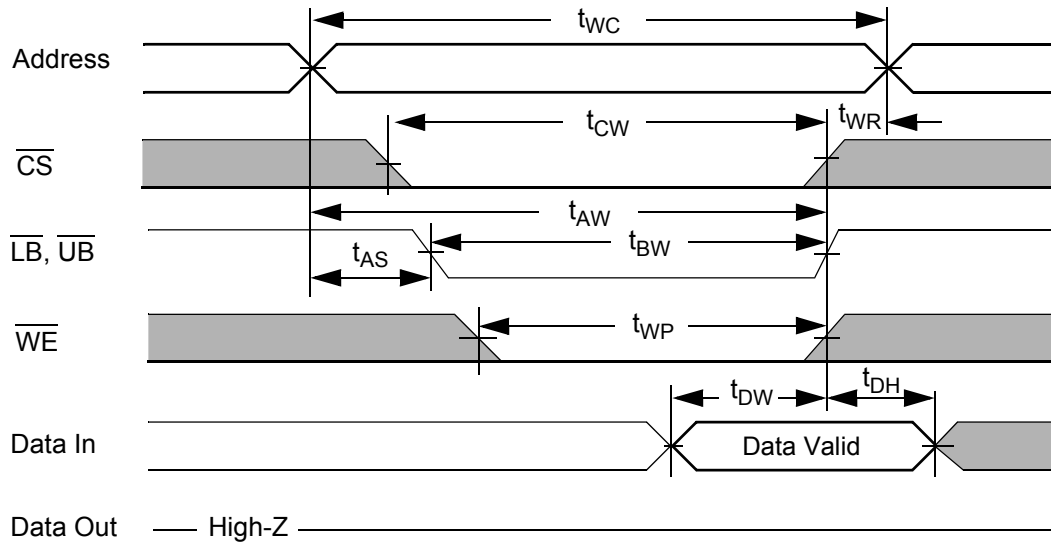 tWC
Address
tCW
tWR
CS
tAW
LB, UB
tBW
tAS
WE
tWP
tDW
tDH
Data In
Data Valid
Data Out
High-Z